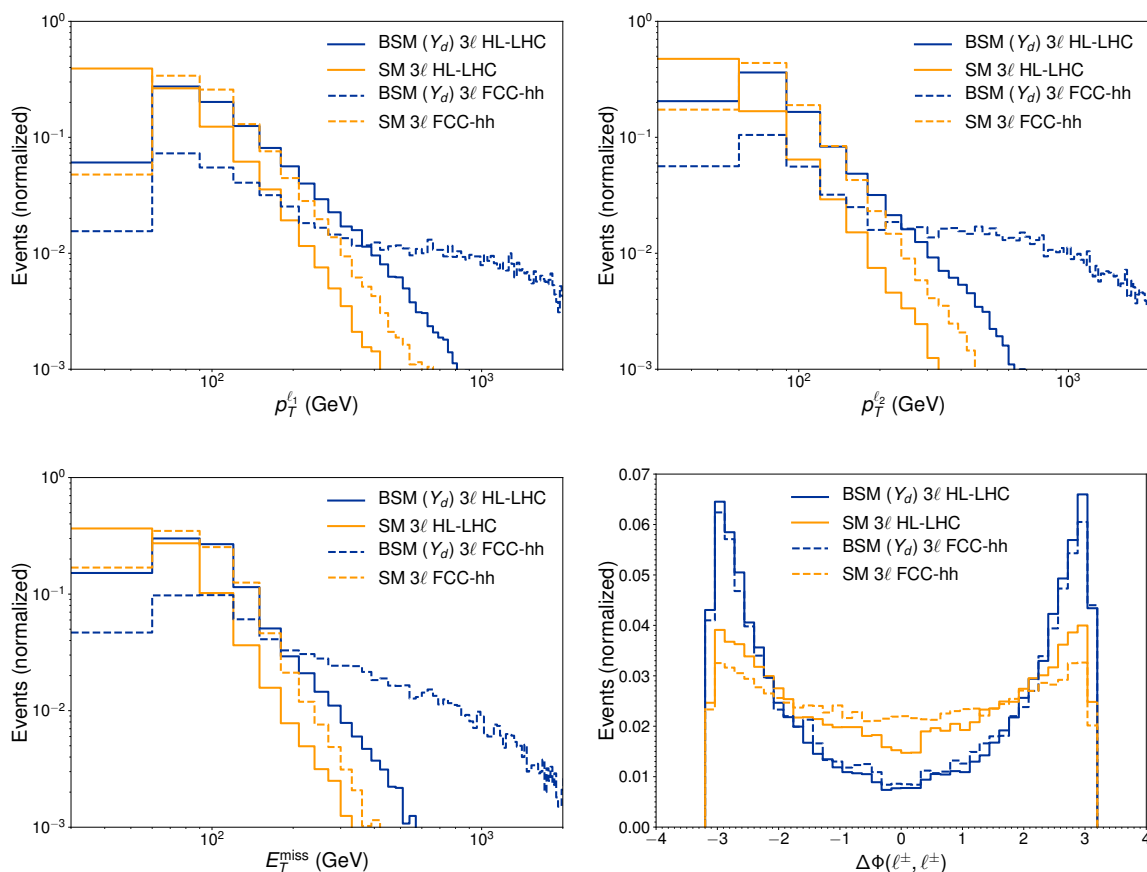 BSM (Y_d) 3ℓ HL-LHC
SM 3ℓ HL-LHC
BSM (Y_d) 3ℓ FCC-hh
SM 3ℓ FCC-hh
Events (normalized)
10^0
10^−1
10^−2
10^−3
10^2
10^3
p_T^{ℓ_1} (GeV)
BSM (Y_d) 3ℓ HL-LHC
SM 3ℓ HL-LHC
BSM (Y_d) 3ℓ FCC-hh
SM 3ℓ FCC-hh
Events (normalized)
10^0
10^−1
10^−2
10^−3
10^2
10^3
p_T^{ℓ_2} (GeV)
BSM (Y_d) 3ℓ HL-LHC
SM 3ℓ HL-LHC
BSM (Y_d) 3ℓ FCC-hh
SM 3ℓ FCC-hh
Events (normalized)
10^0
10^−1
10^−2
10^−3
10^2
10^3
E_T^{miss} (GeV)
BSM (Y_d) 3ℓ HL-LHC
SM 3ℓ HL-LHC
BSM (Y_d) 3ℓ FCC-hh
SM 3ℓ FCC-hh
Events (normalized)
0.07
0.06
0.05
0.04
0.03
0.02
0.01
0.00
−4 −3 −2 −1 0 1 2 3 4
ΔΦ(ℓ^±, ℓ^±)